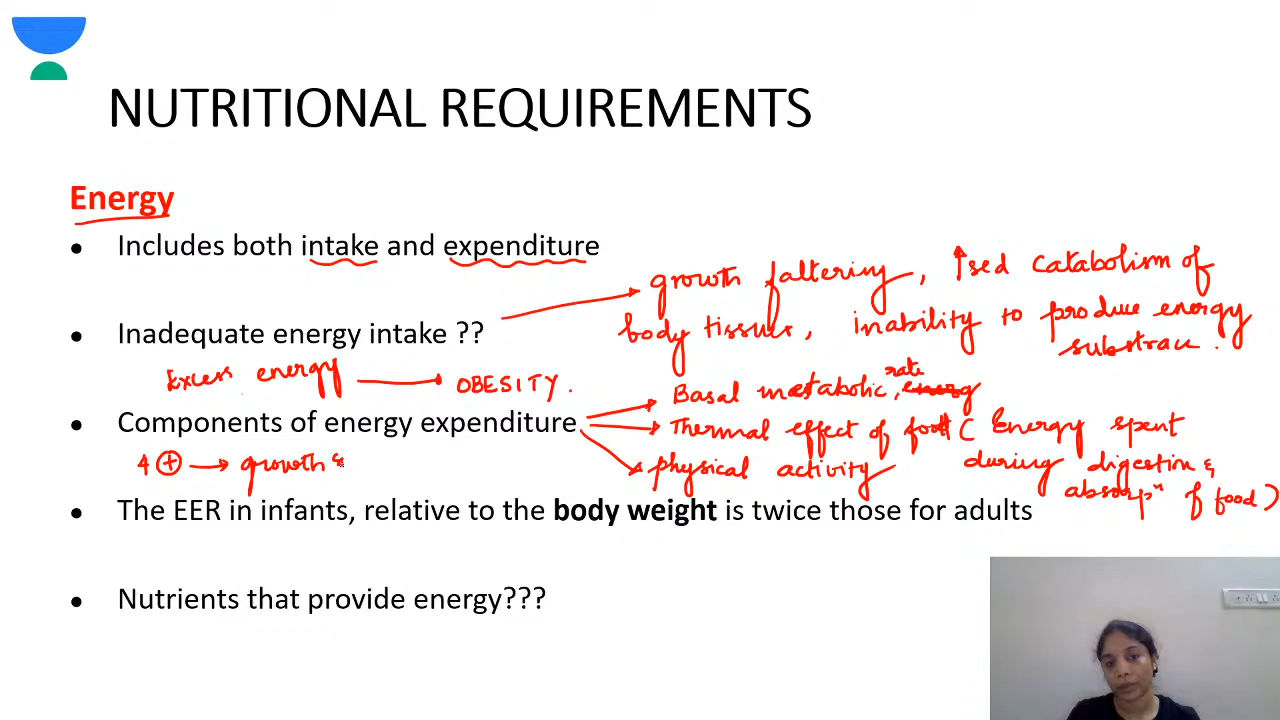 NUTRITIONAL REQUIREMENTS
Energy
• Includes both intake and expenditure
growth faltering, ↑sed catabolism of
body tissues, inability to produce energy
substrace.
• Inadequate energy intake ??
Excess energy → OBESITY.
• Components of energy expenditure
Basal metabolic rate
Thermal effect of food ( Energy spent
during digestion &
absorpⁿ of food )
physical activity
4 ⊕ → growth &
• The EER in infants, relative to the body weight is twice those for adults
• Nutrients that provide energy???